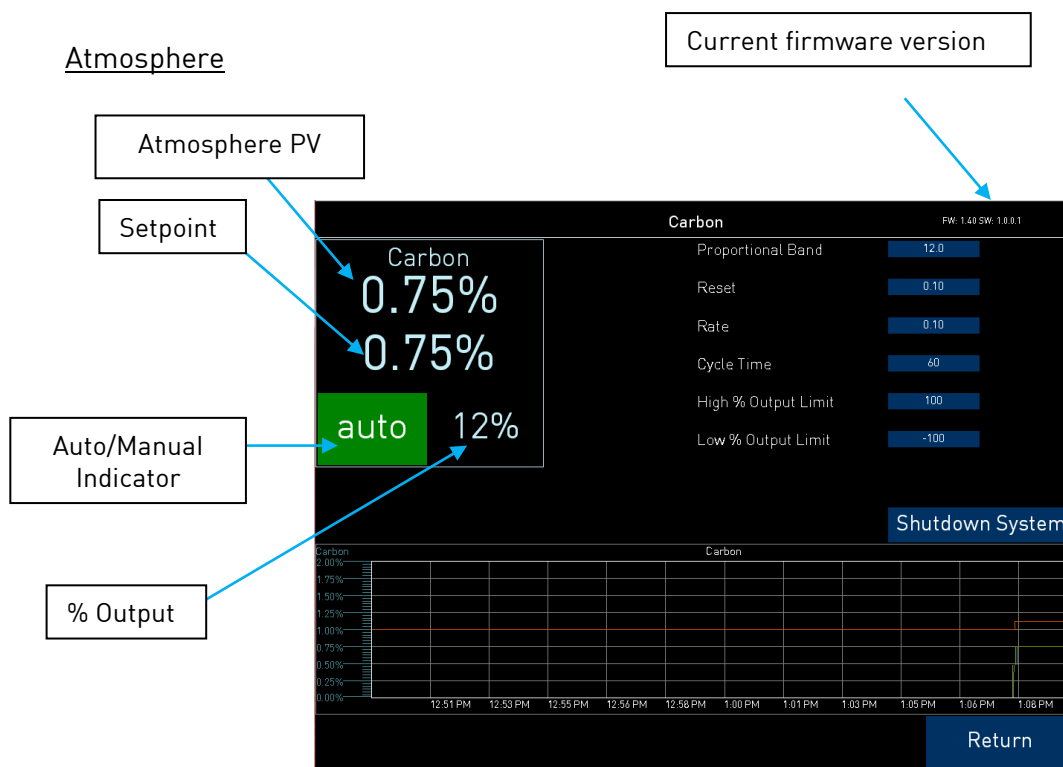 Current firmware version
Atmosphere
Atmosphere PV
Setpoint
Auto/Manual
Indicator
% Output
Carbon
FW: 1.40 SW: 1.0.0.1
Carbon
0.75%
0.75%
auto
12%
Proportional Band
12.0
Reset
0.10
Rate
0.10
Cycle Time
60
High % Output Limit
100
Low % Output Limit
-100
Shutdown System
Carbon
Carbon
2.00%
1.75%
1.50%
1.25%
1.00%
0.75%
0.50%
0.25%
0.00%
12:51 PM 12:53 PM 12:55 PM 12:56 PM 12:58 PM 1:00 PM 1:01 PM 1:03 PM 1:05 PM 1:06 PM 1:08 PM
Return